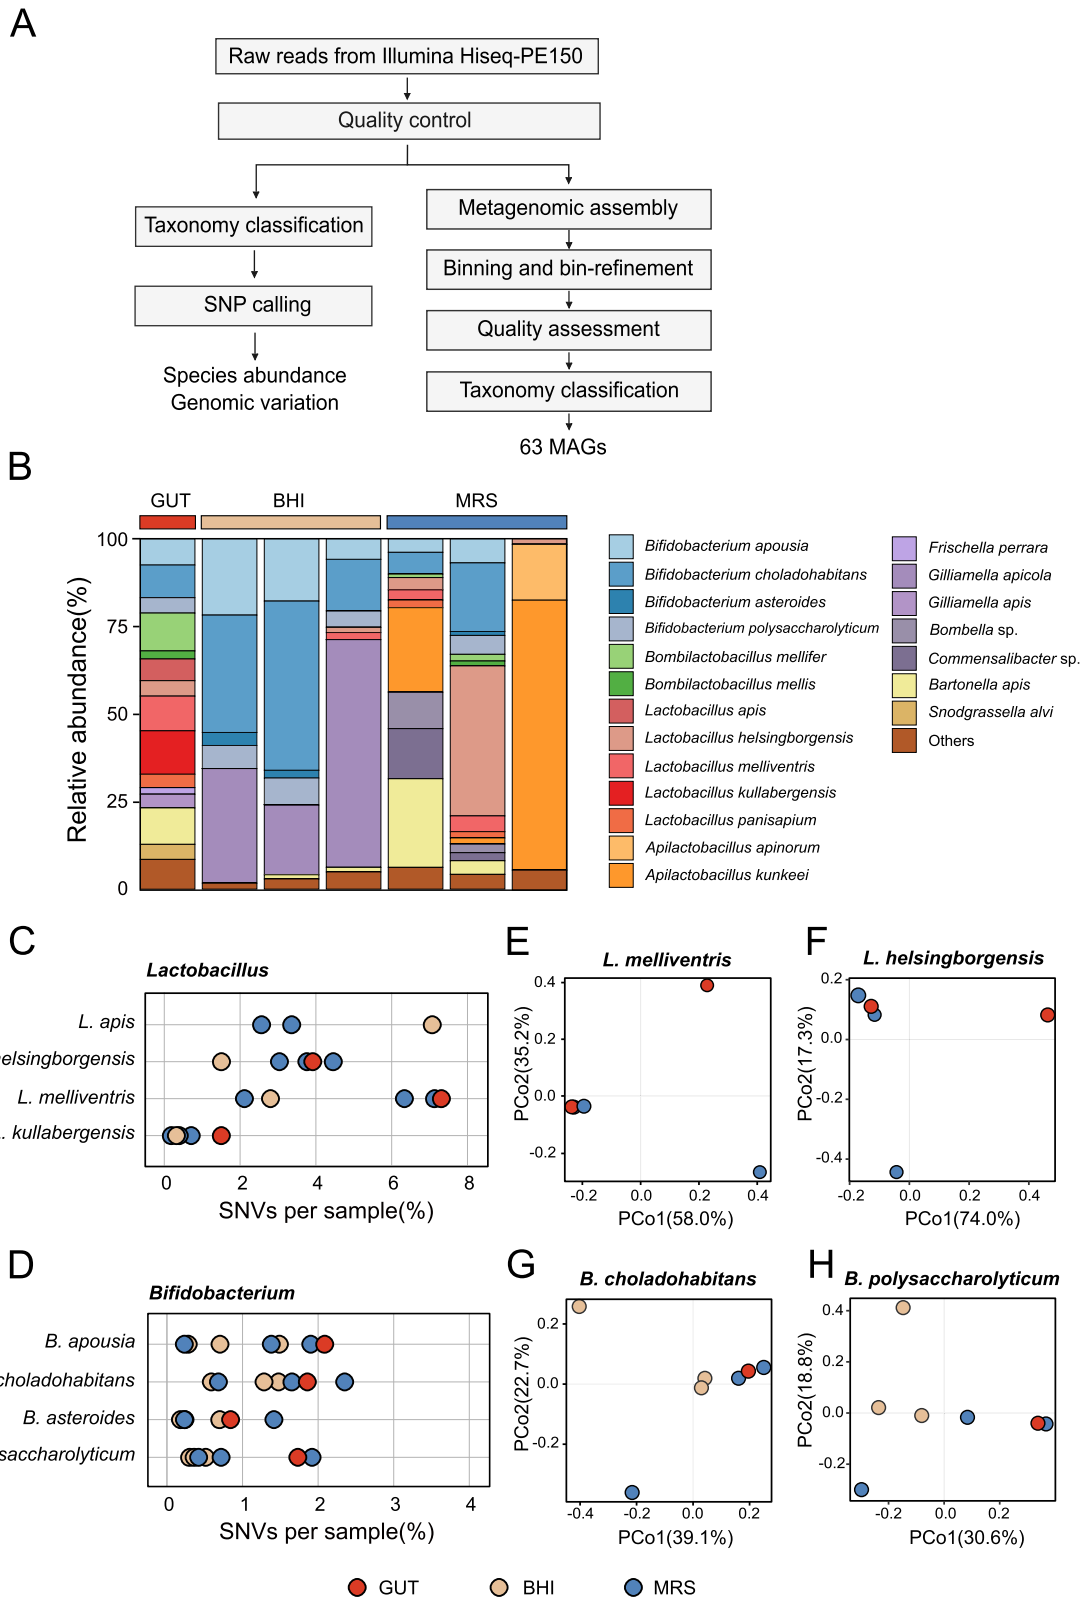 A
Raw reads from Illumina Hiseq-PE150
Quality control
Taxonomy classification
SNP calling
Species abundance
Genomic variation
Metagenomic assembly
Binning and bin-refinement
Quality assessment
Taxonomy classification
63 MAGs
B
GUT
BHI
MRS
Relative abundance(%)
100
75
50
25
0
Bifidobacterium apousia
Bifidobacterium choladohabitans
Bifidobacterium asteroides
Bifidobacterium polysaccharolyticum
Bombilactobacillus mellifer
Bombilactobacillus mellis
Lactobacillus apis
Lactobacillus helsingborgensis
Lactobacillus melliventris
Lactobacillus kullabergensis
Lactobacillus panisapium
Apilactobacillus apinorum
Apilactobacillus kunkeei
Frischella perrara
Gilliamella apicola
Gilliamella apis
Bombella sp.
Commensalibacter sp.
Bartonella apis
Snodgrassella alvi
Others
C
Lactobacillus
L. apis
helsingborgensis
L. melliventris
. kullabergensis
0 2 4 6 8
SNVs per sample(%)
D
Bifidobacterium
B. apousia
choladohabitans
B. asteroides
saccharolyticum
0 1 2 3 4
SNVs per sample(%)
E
L. melliventris
PCo2(35.2%)
0.4
0.2
0.0
-0.2
-0.2 0.0 0.2 0.4
PCo1(58.0%)
F
L. helsingborgensis
PCo2(17.3%)
0.2
0.0
-0.2
-0.4
-0.2 0.0 0.2 0.4
PCo1(74.0%)
G
B. choladohabitans
PCo2(22.7%)
0.2
0.0
-0.2
-0.4 -0.2 0.0 0.2
PCo1(39.1%)
H
B. polysaccharolyticum
PCo2(18.8%)
0.4
0.2
0.0
-0.2
-0.2 0.0 0.2
PCo1(30.6%)
GUT
BHI
MRS